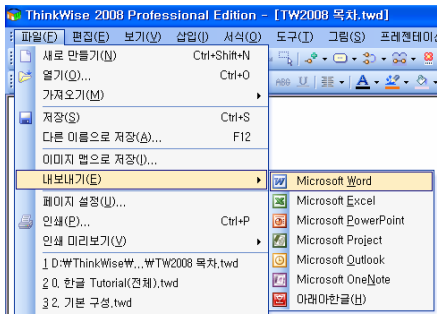 ThinkWise 2008 Professional Edition - [TW2008 목차.twd]
파일(F) 편집(E) 보기(V) 삽입(I) 서식(O) 도구(T) 그림(S) 프레젠테이
새로 만들기(N) Ctrl+Shift+N
열기(O)... Ctrl+O
가져오기(M)
저장(S) Ctrl+S
다른 이름으로 저장(A)... F12
이미지 맵으로 저장(J)...
내보내기(E)
Microsoft Word
페이지 설정(U)...
Microsoft Excel
인쇄(P)... Ctrl+P
Microsoft PowerPoint
인쇄 미리보기(V)
Microsoft Project
1 D:₩ThinkWise₩...₩TW2008 목차.twd
Microsoft Outlook
2 0. 한글 Tutorial(전체).twd
Microsoft OneNote
3 2. 기본 구성.twd
아래아한글(H)